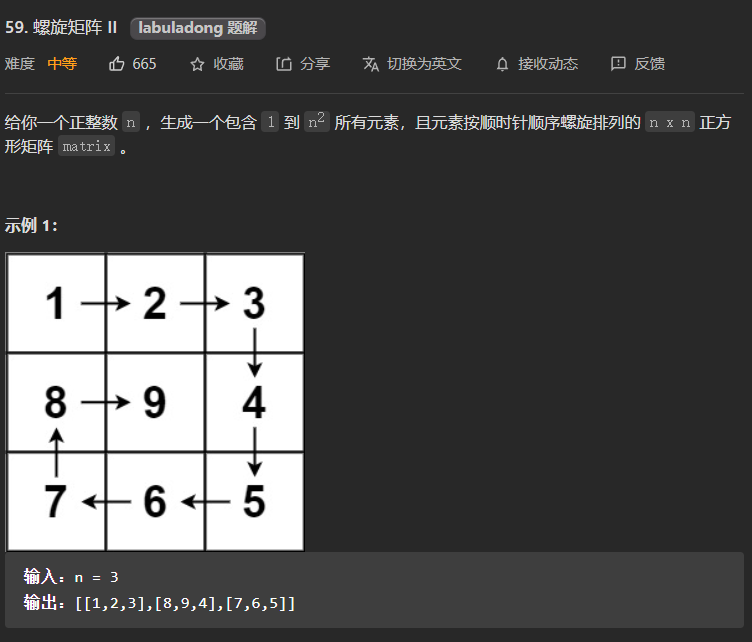 59. 螺旋矩阵 II labuladong 题解
难度 中等 665 收藏 分享 切换为英文 接收动态 反馈
给你一个正整数 n ，生成一个包含 1 到 n² 所有元素，且元素按顺时针顺序螺旋排列的 n x n 正方
形矩阵 matrix 。
示例 1：
1 2 3
8 9 4
7 6 5
输入：n = 3
输出：[[1,2,3],[8,9,4],[7,6,5]]